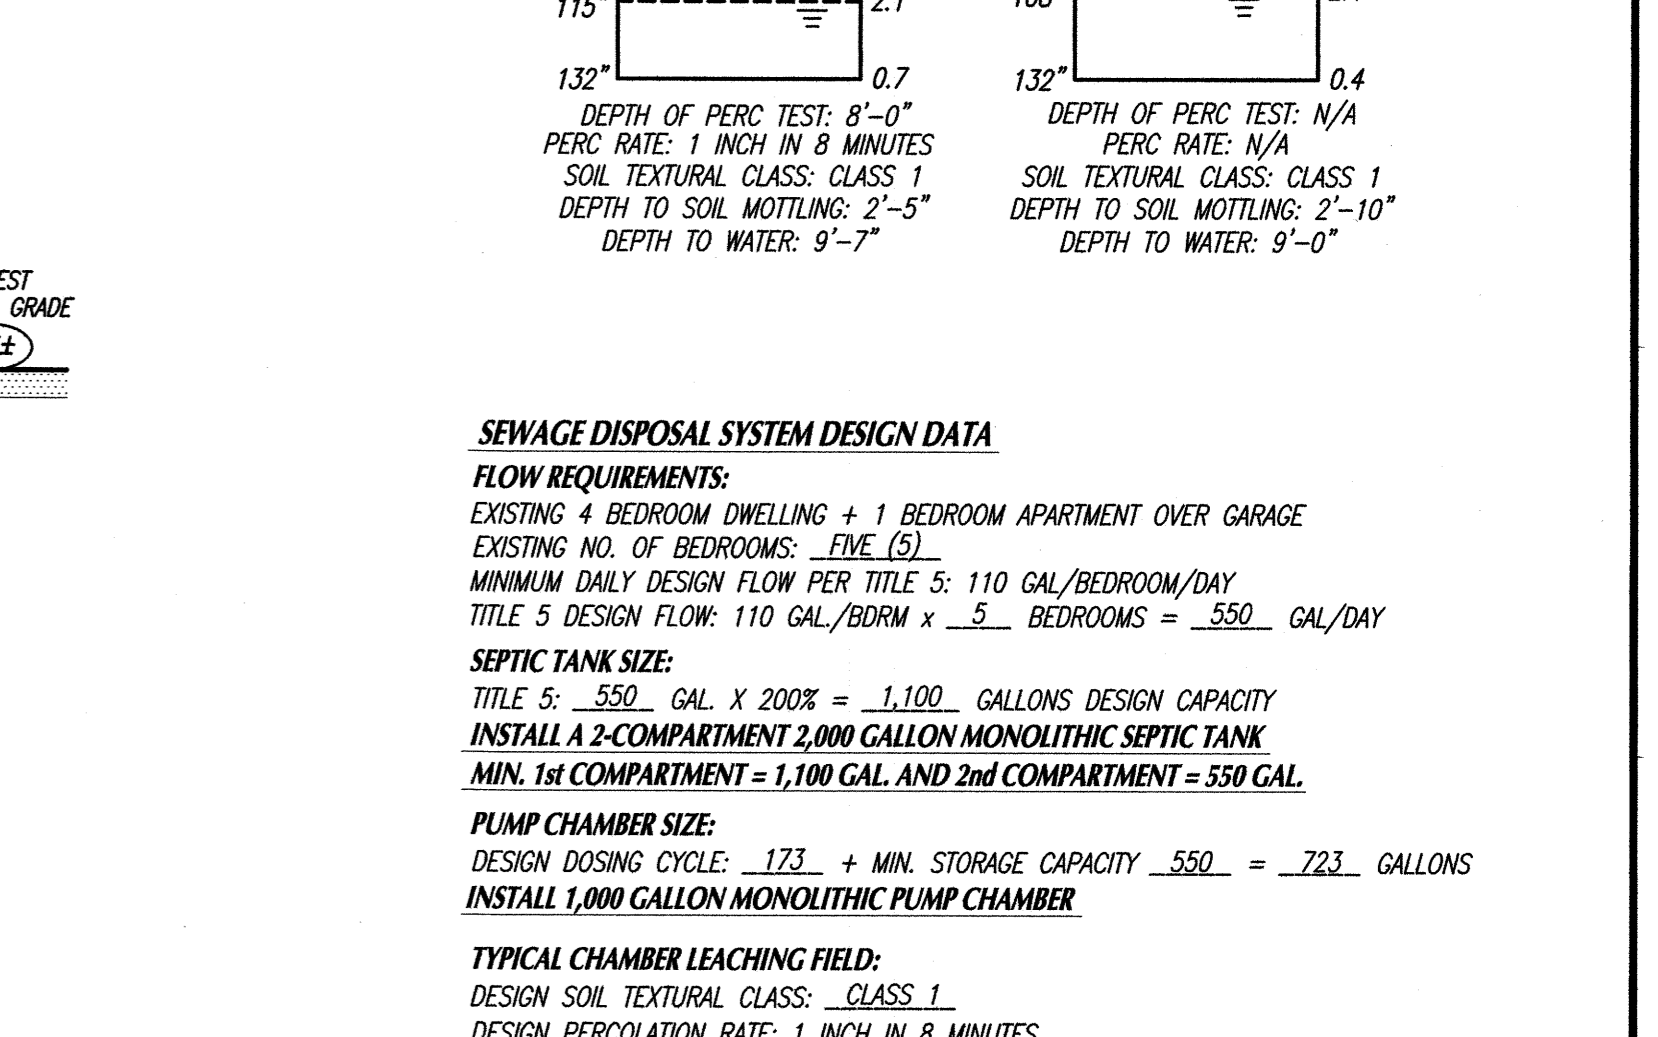 115"
2.1
132"
0.7
DEPTH OF PERC TEST: 8'-0"
PERC RATE: 1 INCH IN 8 MINUTES
SOIL TEXTURAL CLASS: CLASS 1
DEPTH TO SOIL MOTTLING: 2'-5"
DEPTH TO WATER: 9'-7"
132"
0.4
DEPTH OF PERC TEST: N/A
PERC RATE: N/A
SOIL TEXTURAL CLASS: CLASS 1
DEPTH TO SOIL MOTTLING: 2'-10"
DEPTH TO WATER: 9'-0"
GRADE
SEWAGE DISPOSAL SYSTEM DESIGN DATA
FLOW REQUIREMENTS:
EXISTING 4 BEDROOM DWELLING + 1 BEDROOM APARTMENT OVER GARAGE
EXISTING NO. OF BEDROOMS: FIVE (5)
MINIMUM DAILY DESIGN FLOW PER TITLE 5: 110 GAL/BEDROOM/DAY
TITLE 5 DESIGN FLOW: 110 GAL./BDRM x 5 BEDROOMS = 550 GAL/DAY
SEPTIC TANK SIZE:
TITLE 5: 550 GAL. X 200% = 1,100 GALLONS DESIGN CAPACITY
INSTALL A 2-COMPARTMENT 2,000 GALLON MONOLITHIC SEPTIC TANK
MIN. 1st COMPARTMENT = 1,100 GAL. AND 2nd COMPARTMENT = 550 GAL.
PUMP CHAMBER SIZE:
DESIGN DOSING CYCLE: 173 + MIN. STORAGE CAPACITY 550 = 723 GALLONS
INSTALL 1,000 GALLON MONOLITHIC PUMP CHAMBER
TYPICAL CHAMBER LEACHING FIELD:
DESIGN SOIL TEXTURAL CLASS: CLASS 1
DESIGN PERCOLATION RATE: 1 INCH IN 8 MINUTES